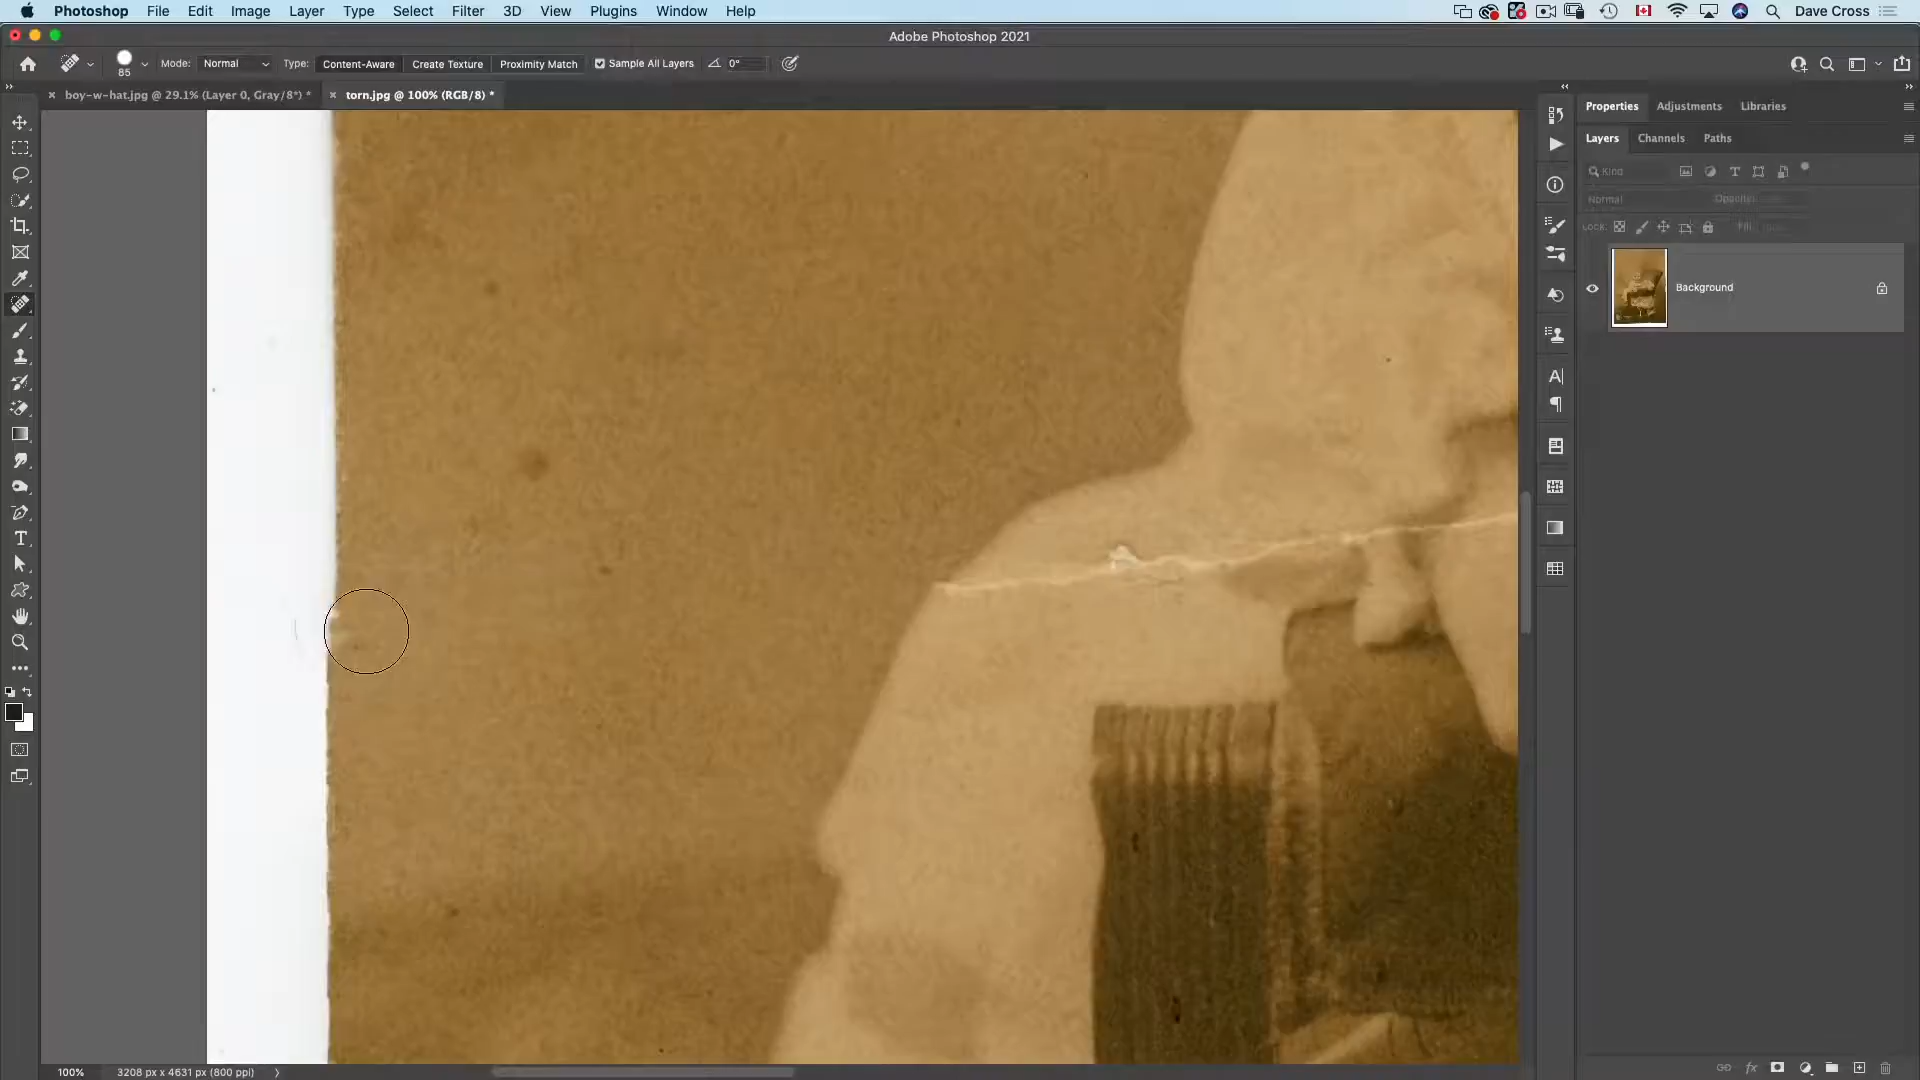 Photoshop File Edit Image Layer Type Select Filter 3D View Plugins Window Help Dave Cross
Adobe Photoshop 2021
85 Mode: Normal Type: Content-Aware Create Texture Proximity Match Sample All Layers 0°
boy-w-hat.jpg @ 29.1% (Layer 0, Gray/8*) * torn.jpg @ 100% (RGB/8) *
Properties Adjustments Libraries
Layers Channels Paths
Kind
Normal Opacity:
Lock: Fill:
Background
100% 3208 px x 4631 px (800 ppi)